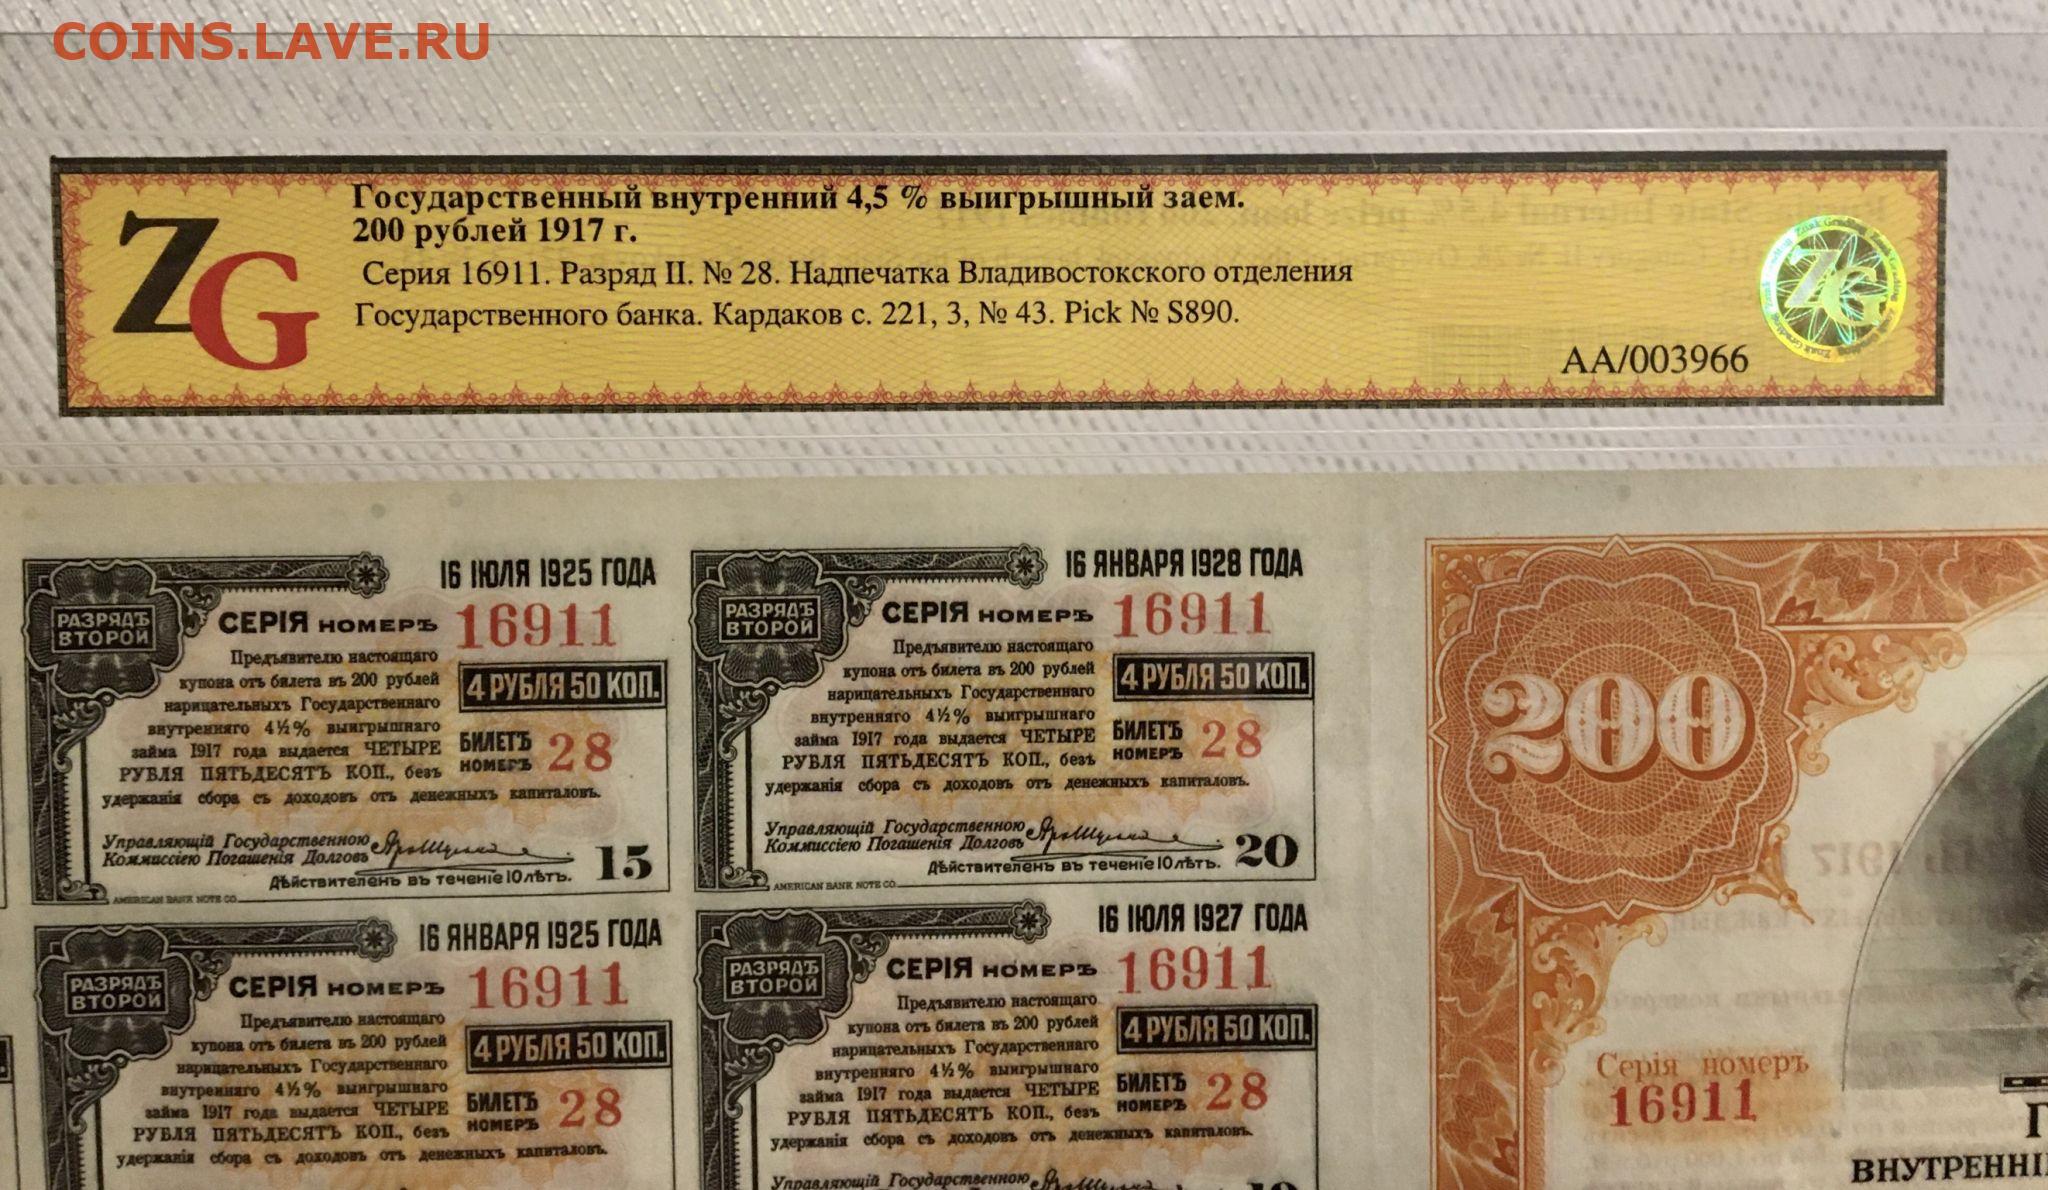 COINS.LAVE.RU
ZG
Государственный внутренний 4,5 % выигрышный заем.
200 рублей 1917 г.
Серия 16911. Разряд II. № 28. Надпечатка Владивостокского отделения
Государственного банка. Кардаков с. 221, 3, № 43. Pick № S890.
AA/003966
ZG
16 ІЮЛЯ 1925 ГОДА
РАЗРЯДЪ
ВТОРОЙ
СЕРІЯ НОМЕРЪ 16911
Предъявителю настоящаго
купона отъ билета въ 200 рублей
нарицательныхъ Государственнаго
внутренняго 4½% выигрышнаго
займа 1917 года выдается ЧЕТЫРЕ
РУБЛЯ ПЯТЬДЕСЯТЪ КОП., безъ
удержанія сбора съ доходовъ отъ денежныхъ капиталовъ.
4 РУБЛЯ 50 КОП.
БИЛЕТЪ
НОМЕРЪ 28
Управляющій Государственною
Коммиссіею Погашенія Долговъ
Дѣйствителенъ въ теченіе 10 лѣтъ.
15
AMERICAN BANK NOTE CO.
16 ЯНВАРЯ 1928 ГОДА
РАЗРЯДЪ
ВТОРОЙ
СЕРІЯ НОМЕРЪ 16911
Предъявителю настоящаго
купона отъ билета въ 200 рублей
нарицательныхъ Государственнаго
внутренняго 4½% выигрышнаго
займа 1917 года выдается ЧЕТЫРЕ
РУБЛЯ ПЯТЬДЕСЯТЪ КОП., безъ
удержанія сбора съ доходовъ отъ денежныхъ капиталовъ.
4 РУБЛЯ 50 КОП.
БИЛЕТЪ
НОМЕРЪ 28
Управляющій Государственною
Коммиссіею Погашенія Долговъ
Дѣйствителенъ въ теченіе 10 лѣтъ.
20
AMERICAN BANK NOTE CO.
16 ЯНВАРЯ 1925 ГОДА
РАЗРЯДЪ
ВТОРОЙ
СЕРІЯ НОМЕРЪ 16911
Предъявителю настоящаго
купона отъ билета въ 200 рублей
нарицательныхъ Государственнаго
внутренняго 4½% выигрышнаго
займа 1917 года выдается ЧЕТЫРЕ
РУБЛЯ ПЯТЬДЕСЯТЪ КОП., безъ
удержанія сбора съ доходовъ отъ денежныхъ капиталовъ.
4 РУБЛЯ 50 КОП.
БИЛЕТЪ
НОМЕРЪ 28
16 ІЮЛЯ 1927 ГОДА
РАЗРЯДЪ
ВТОРОЙ
СЕРІЯ НОМЕРЪ 16911
Предъявителю настоящаго
купона отъ билета въ 200 рублей
нарицательныхъ Государственнаго
внутренняго 4½% выигрышнаго
займа 1917 года выдается ЧЕТЫРЕ
РУБЛЯ ПЯТЬДЕСЯТЪ КОП., безъ
удержанія сбора съ доходовъ отъ денежныхъ капиталовъ.
4 РУБЛЯ 50 КОП.
БИЛЕТЪ
НОМЕРЪ 28
Управляющій Государственною
200
Серія номеръ
16911
ВНУТРЕННІ